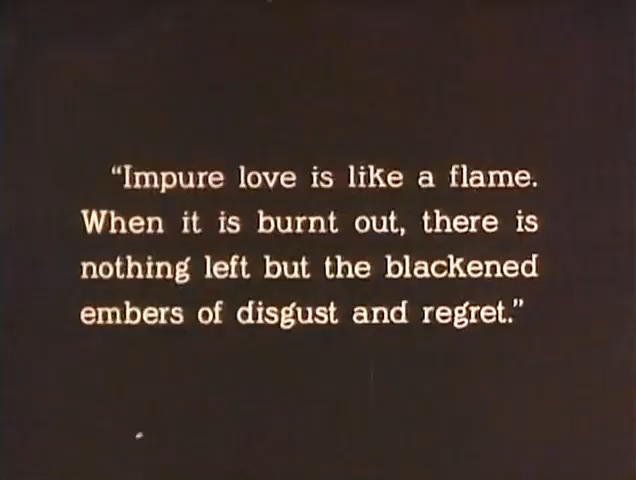 “Impure love is like a flame.
When it is burnt out, there is
nothing left but the blackened
embers of disgust and regret.”